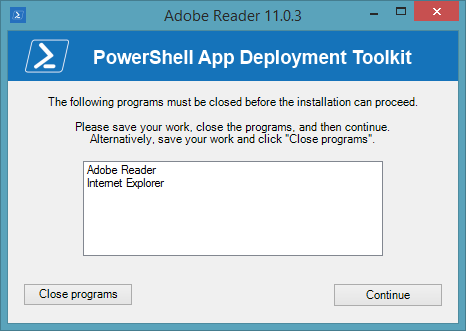 Adobe Reader 11.0.3
PowerShell App Deployment Toolkit
The following programs must be closed before the installation can proceed.
Please save your work, close the programs, and then continue.
Alternatively, save your work and click "Close programs".
Adobe Reader
Internet Explorer
Close programs
Continue